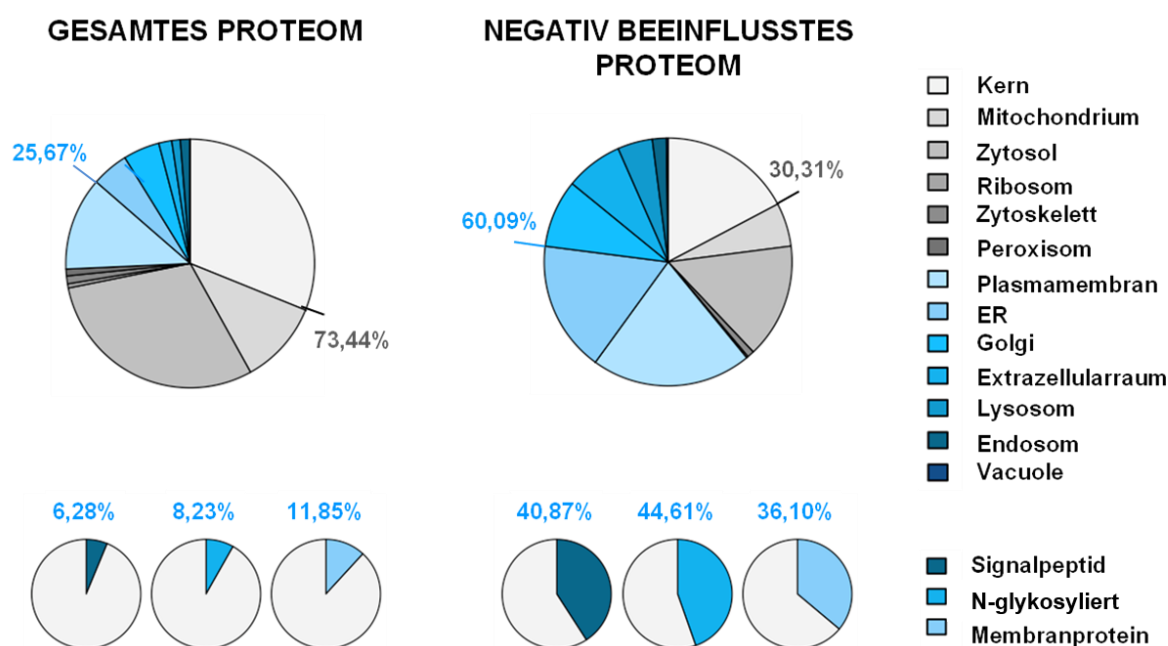 GESAMTES PROTEOM
NEGATIV BEEINFLUSSTES
PROTEOM
25,67%
73,44%
30,31%
60,09%
Kern
Mitochondrium
Zytosol
Ribosom
Zytoskelett
Peroxisom
Plasmamembran
ER
Golgi
Extrazellularraum
Lysosom
Endosom
Vacuole
6,28%
8,23%
11,85%
40,87%
44,61%
36,10%
Signalpeptid
N-glykosyliert
Membranprotein